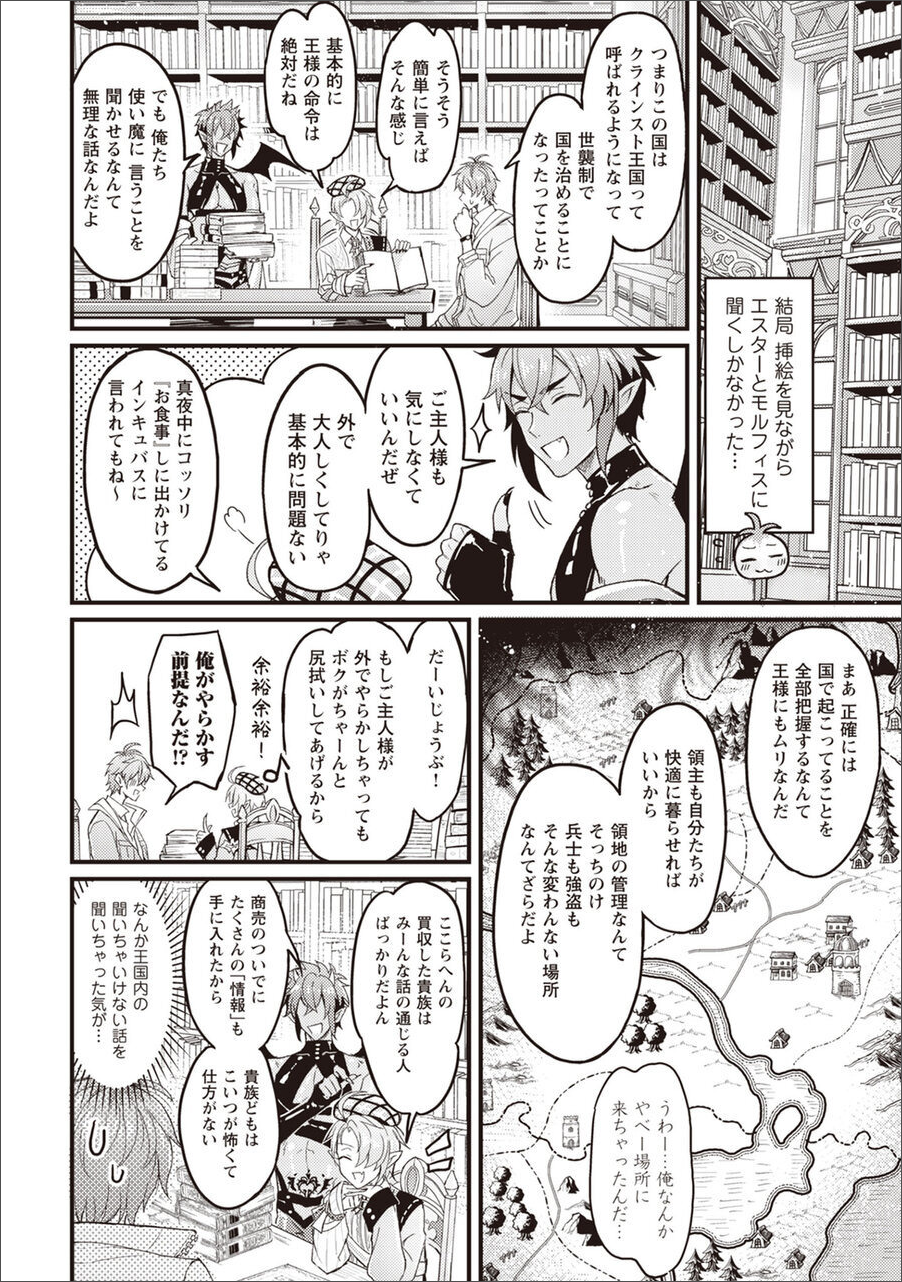 結局 挿絵を見ながら
エスターとモルフィスに
聞くしかなかった…
つまりこの国は
クラインスト王国って
呼ばれるようになって
世襲制で
国を治めることに
なったってことか
そうそう
簡単に言えば
そんな感じ
基本的に
王様の命令は
絶対だね
でも 俺たち
使い魔に 言うことを
聞かせるなんて
無理な話なんだよ
ご主人様も
気にしなくて
いいんだぜ
外で
大人しくしてりゃ
基本的に問題ない
真夜中にコッソリ
『お食事』しに出かけてる
インキュバスに
言われてもね〜
まあ 正確には
国で起こってることを
全部把握するなんて
王様にもムリなんだ
領主も自分たちが
快適に暮らせれば
いいから
領地の管理なんて
そっちのけ
兵士も強盗も
そんな変わんない場所
なんてざらだよ
うわー…俺なんか
やべー場所に
来ちゃったんだ…
だーいじょうぶ!
もしご主人様が
外でやらかしちゃっても
ボクがちゃーんと
尻拭いしてあげるから
余裕余裕!
俺がやらかす
前提なんだ!?
ここらへんの
買収した貴族は
みーんな話の通じる人
ばっかりだよん
商売のついでに
たくさんの「情報」も
手に入れたから
貴族どもは
こいつが怖くて
仕方がない
なんか王国内の
聞いちゃいけない話を
聞いちゃった気が…